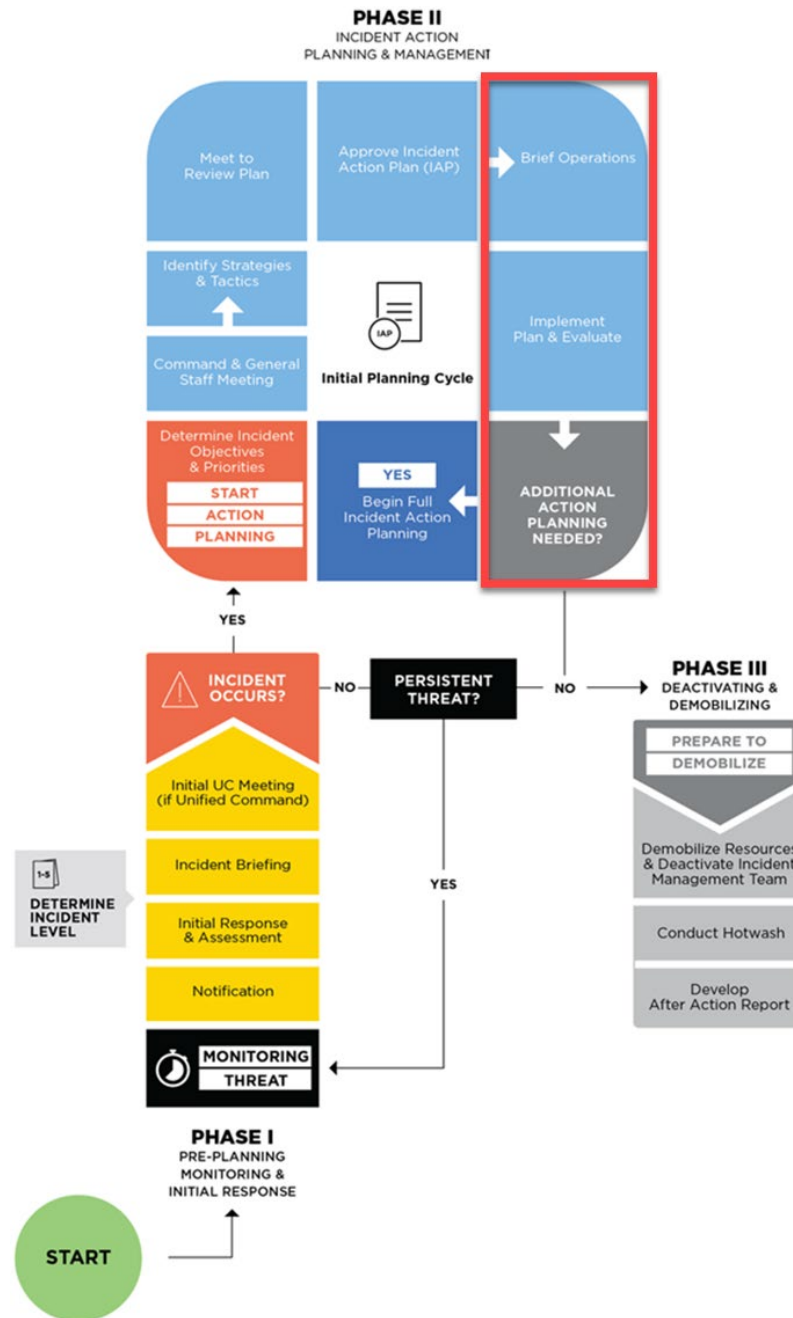 PHASE II
INCIDENT ACTION
PLANNING & MANAGEMENT
Meet to
Review Plan
Approve Incident
Action Plan (IAP)
Brief Operations
Identify Strategies
& Tactics
Command & General
Staff Meeting
IAP
Initial Planning Cycle
Implement
Plan & Evaluate
Determine Incident
Objectives
& Priorities
START
ACTION
PLANNING
YES
Begin Full
Incident Action
Planning
ADDITIONAL
ACTION
PLANNING
NEEDED?
YES
INCIDENT
OCCURS?
NO
PERSISTENT
THREAT?
NO
PHASE III
DEACTIVATING &
DEMOBILIZING
PREPARE TO
DEMOBILIZE
Demobilize Resources
& Deactivate Incident
Management Team
Conduct Hotwash
Develop
After Action Report
Initial UC Meeting
(if Unified Command)
Incident Briefing
Initial Response
& Assessment
Notification
1-5
DETERMINE
INCIDENT
LEVEL
YES
MONITORING
THREAT
PHASE I
PRE-PLANNING
MONITORING &
INITIAL RESPONSE
START